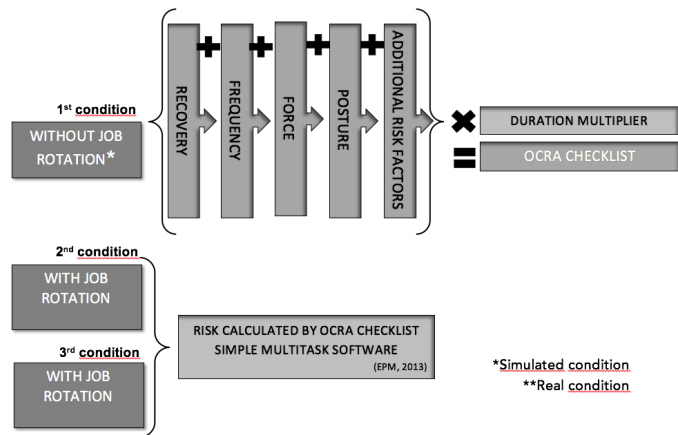 1st condition
WITHOUT JOB
ROTATION*
RECOVERY
FREQUENCY
FORCE
POSTURE
ADDITIONAL RISK FACTORS
DURATION MULTIPLIER
OCRA CHECKLIST
2nd condition
WITH JOB
ROTATION
3rd condition
WITH JOB
ROTATION
RISK CALCULATED BY OCRA CHECKLIST
SIMPLE MULTITASK SOFTWARE
(EPM, 2013)
*Simulated condition
**Real condition